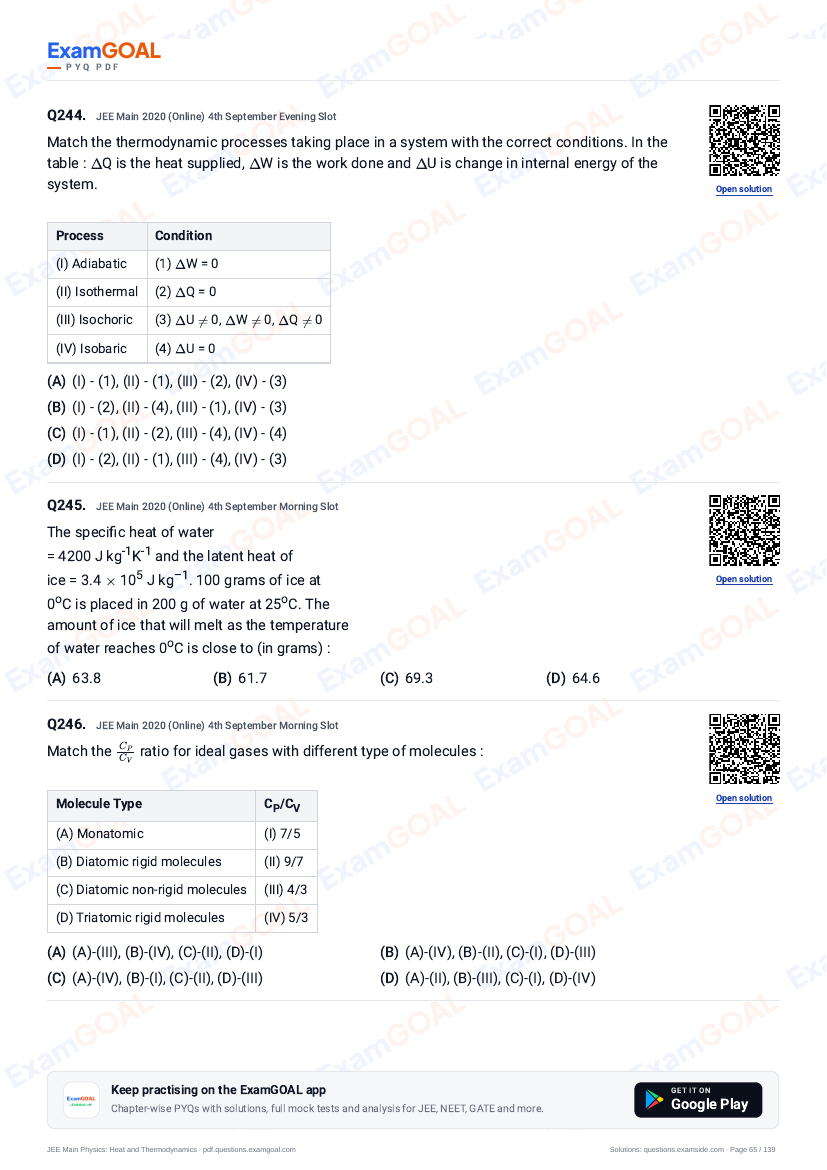 ExamGOAL
PYQ PDF
Q244. JEE Main 2020 (Online) 4th September Evening Slot
Match the thermodynamic processes taking place in a system with the correct conditions. In the
table : ΔQ is the heat supplied, ΔW is the work done and ΔU is change in internal energy of the
system.
Open solution
Process Condition
(I) Adiabatic (1) ΔW = 0
(II) Isothermal (2) ΔQ = 0
(III) Isochoric (3) ΔU ≠ 0, ΔW ≠ 0, ΔQ ≠ 0
(IV) Isobaric (4) ΔU = 0
(A) (I) - (1), (II) - (1), (III) - (2), (IV) - (3)
(B) (I) - (2), (II) - (4), (III) - (1), (IV) - (3)
(C) (I) - (1), (II) - (2), (III) - (4), (IV) - (4)
(D) (I) - (2), (II) - (1), (III) - (4), (IV) - (3)
Q245. JEE Main 2020 (Online) 4th September Morning Slot
The specific heat of water
= 4200 J kg⁻¹K⁻¹ and the latent heat of
ice = 3.4 × 10⁵ J kg⁻¹. 100 grams of ice at
0°C is placed in 200 g of water at 25°C. The
amount of ice that will melt as the temperature
of water reaches 0°C is close to (in grams) :
Open solution
(A) 63.8 (B) 61.7 (C) 69.3 (D) 64.6
Q246. JEE Main 2020 (Online) 4th September Morning Slot
Match the C_P/C_V ratio for ideal gases with different type of molecules :
Open solution
Molecule Type C_P/C_V
(A) Monatomic (I) 7/5
(B) Diatomic rigid molecules (II) 9/7
(C) Diatomic non-rigid molecules (III) 4/3
(D) Triatomic rigid molecules (IV) 5/3
(A) (A)-(III), (B)-(IV), (C)-(II), (D)-(I) (B) (A)-(IV), (B)-(II), (C)-(I), (D)-(III)
(C) (A)-(IV), (B)-(I), (C)-(II), (D)-(III) (D) (A)-(II), (B)-(III), (C)-(I), (D)-(IV)
ExamGOAL
Keep practising on the ExamGOAL app
Chapter-wise PYQs with solutions, full mock tests and analysis for JEE, NEET, GATE and more.
GET IT ON
Google Play
JEE Main Physics: Heat and Thermodynamics · pdf.questions.examgoal.com Solutions: questions.examside.com · Page 65 / 139